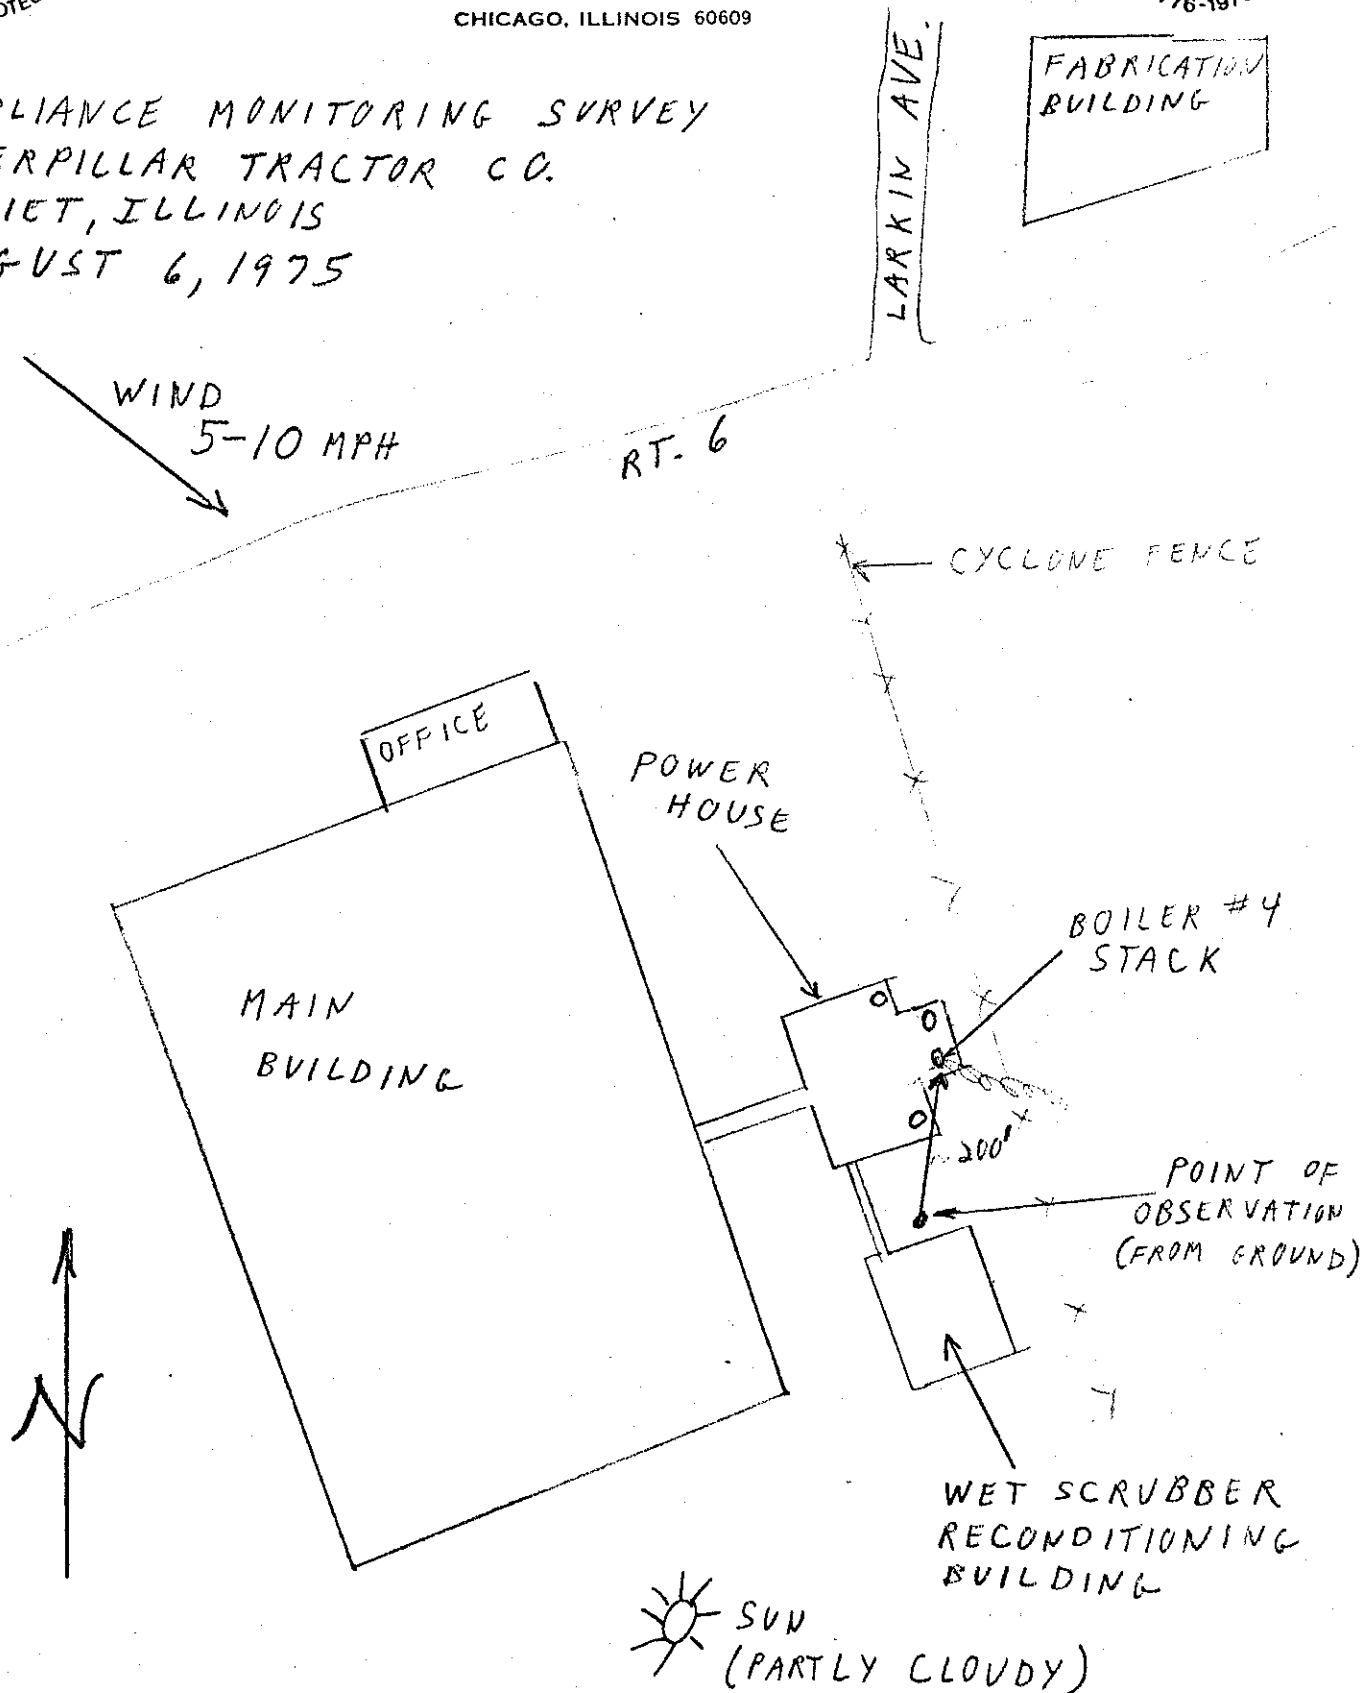 CHICAGO, ILLINOIS 60609
PLIANCE MONITORING SURVEY
ERPILLAR TRACTOR CO.
IET, ILLINOIS
GUST 6, 1975
LARKIN AVE.
FABRICATION
BUILDING
WIND
5-10 MPH
RT. 6
CYCLONE FENCE
OFFICE
POWER
HOUSE
BOILER #4
STACK
MAIN
BUILDING
~200'
POINT OF
OBSERVATION
(FROM GROUND)
N
WET SCRUBBER
RECONDITIONING
BUILDING
SUN
(PARTLY CLOUDY)